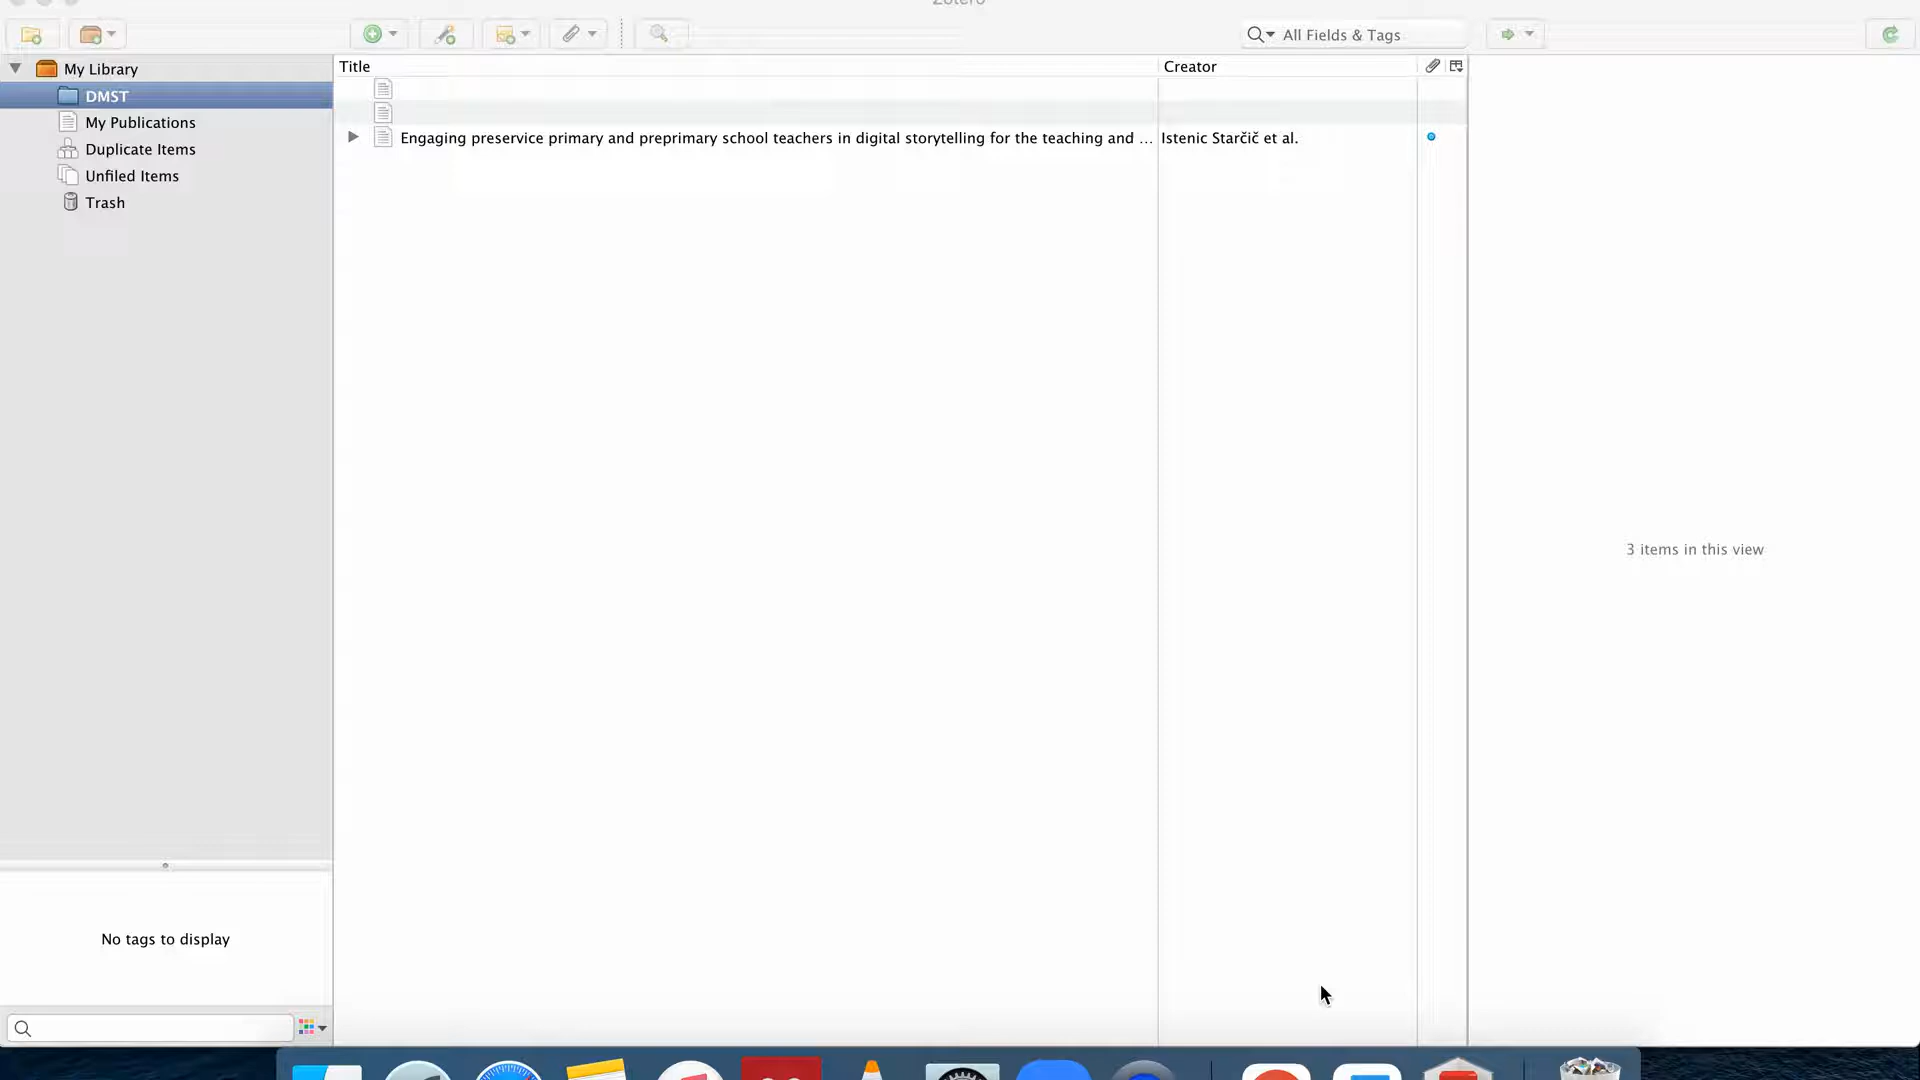 Zotero
All Fields & Tags
My Library
DMST
My Publications
Duplicate Items
Unfiled Items
Trash
Title
Creator
Engaging preservice primary and preprimary school teachers in digital storytelling for the teaching and ...
Istenic Starčič et al.
3 items in this view
No tags to display